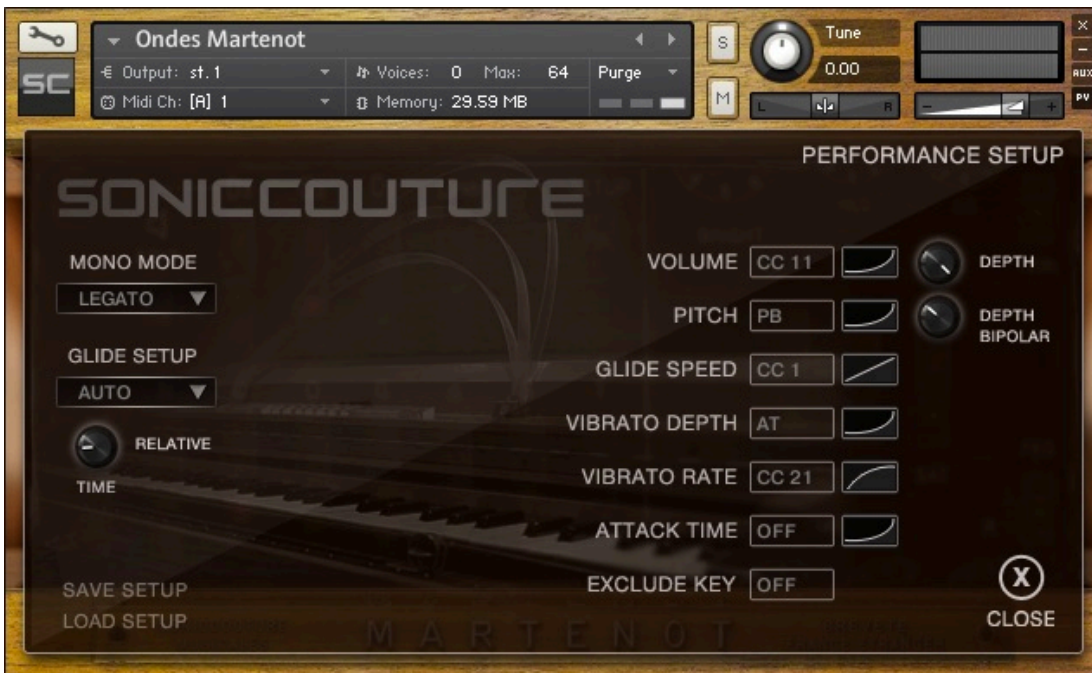 Ondes Martenot
S
Tune
Output: st. 1
Voices: 0 Max: 64
Purge
0.00
SC
Midi Ch: [A] 1
Memory: 29.59 MB
M
L
R
-
+
X
-
AUX
PV
PERFORMANCE SETUP
SONICCOUTURE
MONO MODE
LEGATO
GLIDE SETUP
AUTO
RELATIVE
TIME
VOLUME CC 11 DEPTH
PITCH PB DEPTH
BIPOLAR
GLIDE SPEED CC 1
VIBRATO DEPTH AT
VIBRATO RATE CC 21
ATTACK TIME OFF
EXCLUDE KEY OFF
SAVE SETUP
LOAD SETUP
X
CLOSE
MARTENOT